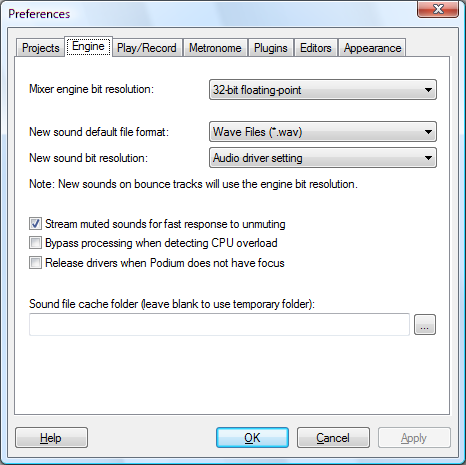 Preferences
Projects Engine Play/Record Metronome Plugins Editors Appearance
Mixer engine bit resolution: 32-bit floating-point
New sound default file format: Wave Files (*.wav)
New sound bit resolution: Audio driver setting
Note: New sounds on bounce tracks will use the engine bit resolution.
Stream muted sounds for fast response to unmuting
Bypass processing when detecting CPU overload
Release drivers when Podium does not have focus
Sound file cache folder (leave blank to use temporary folder):
...
Help OK Cancel Apply